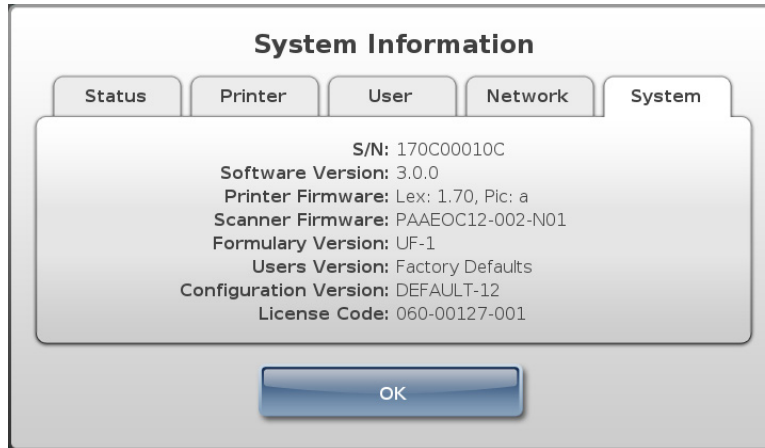 System Information
Status Printer User Network System
S/N: 170C00010C
Software Version: 3.0.0
Printer Firmware: Lex: 1.70, Pic: a
Scanner Firmware: PAAEOC12-002-N01
Formulary Version: UF-1
Users Version: Factory Defaults
Configuration Version: DEFAULT-12
License Code: 060-00127-001
OK